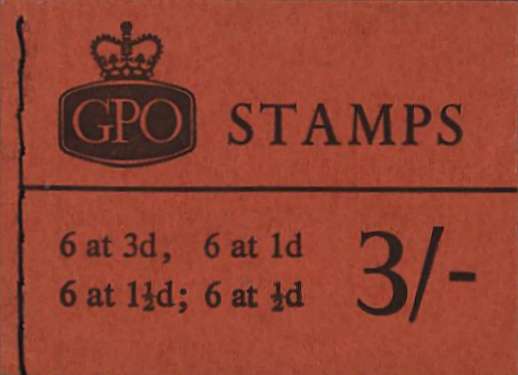 GPO STAMPS
6 at 3d, 6 at 1d
6 at 1½d; 6 at ½d
3/-